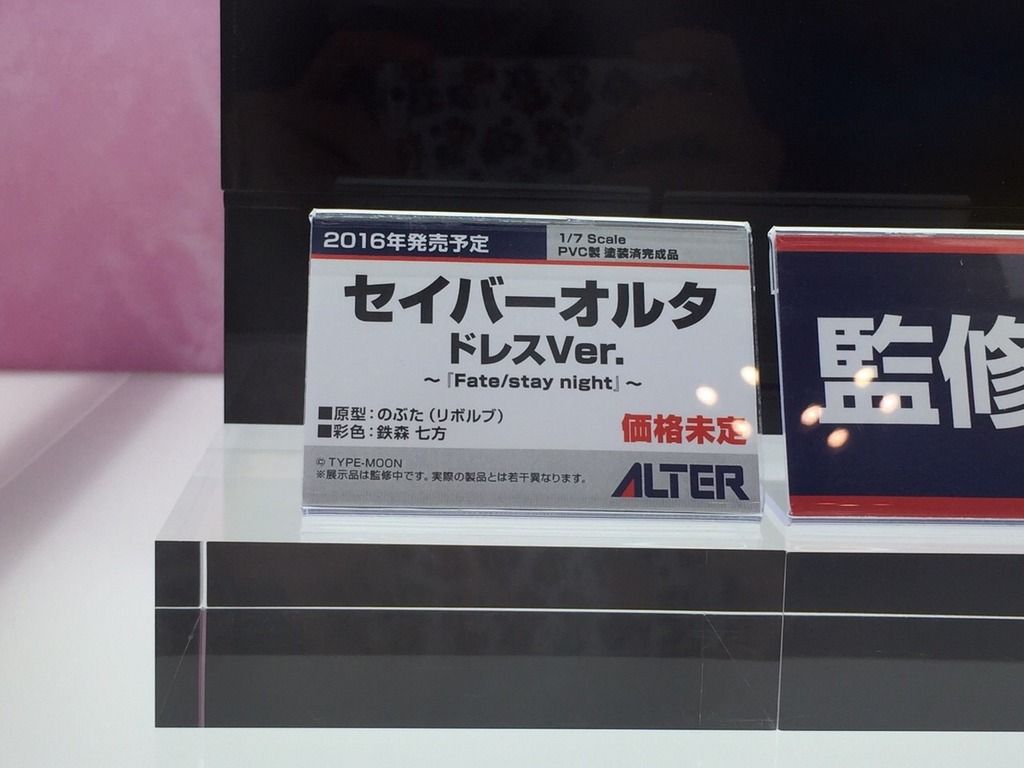 2016年発売予定
1/7 Scale
PVC製 塗装済完成品
セイバーオルタ
ドレスVer.
～『Fate/stay night』～
■原型：のぶた（リボルブ）
■彩色：鉄森 七方
価格未定
© TYPE-MOON
※展示品は監修中です。実際の製品とは若干異なります。
ALTER
監修